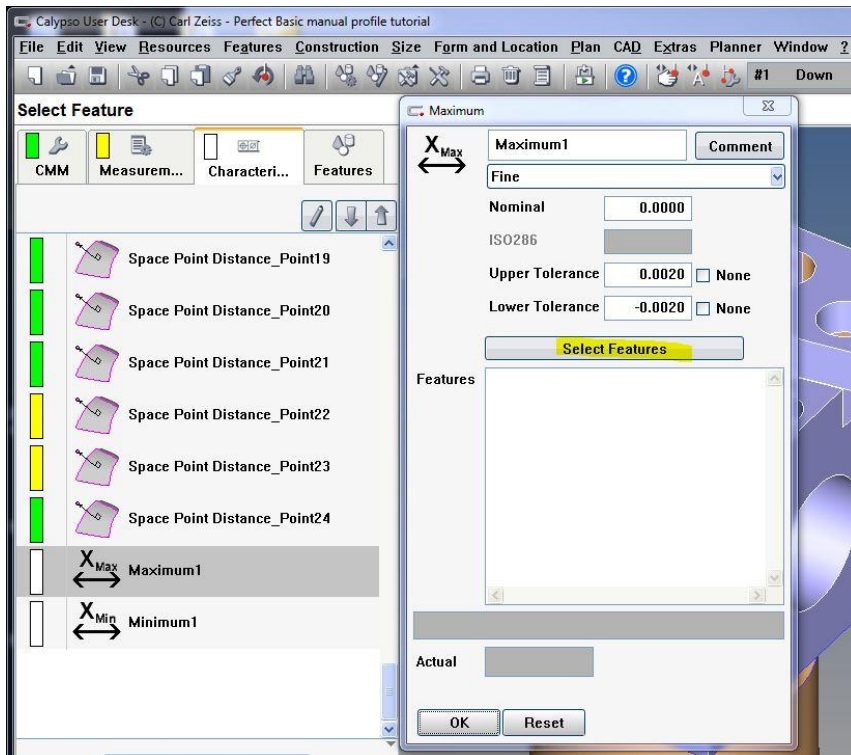 Calypso User Desk - (C) Carl Zeiss - Perfect Basic manual profile tutorial
File Edit View Resources Features Construction Size Form and Location Plan CAD Extras Planner Window ?
#1 Down
Select Feature
CMM Measurem... Characteri... Features
Space Point Distance_Point19
Space Point Distance_Point20
Space Point Distance_Point21
Space Point Distance_Point22
Space Point Distance_Point23
Space Point Distance_Point24
XMax Maximum1
XMin Minimum1
Maximum
XMax Maximum1 Comment
Fine
Nominal 0.0000
ISO286
Upper Tolerance 0.0020 None
Lower Tolerance -0.0020 None
Select Features
Features
Actual
OK Reset